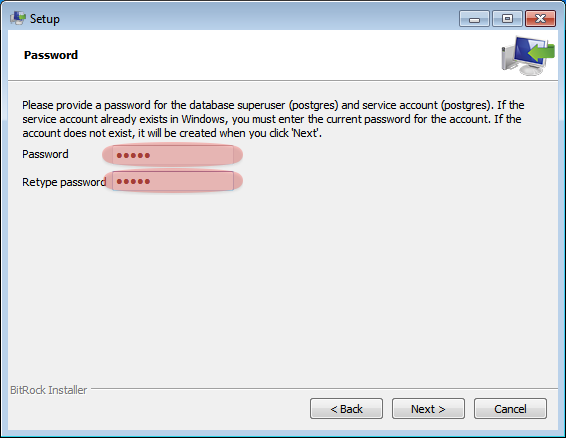 Setup
Password
Please provide a password for the database superuser (postgres) and service account (postgres). If the
service account already exists in Windows, you must enter the current password for the account. If the
account does not exist, it will be created when you click 'Next'.
Password •••••
Retype password •••••
BitRock Installer
< Back Next > Cancel